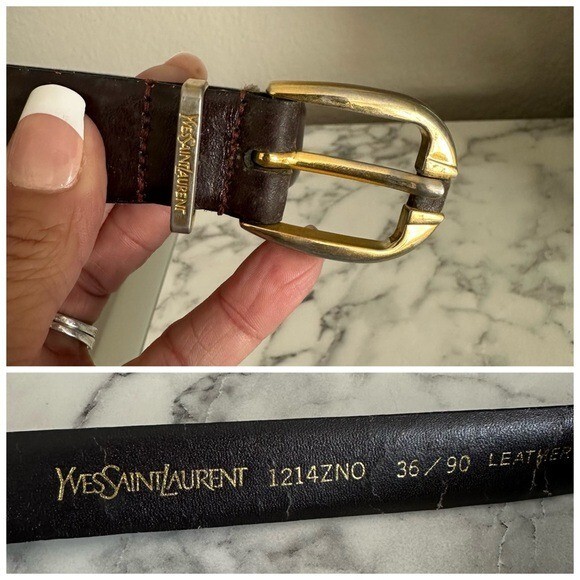 YVESSAINTLAURENT
YVESSAINTLAURENT 1214ZNO 36/90 LEATHER